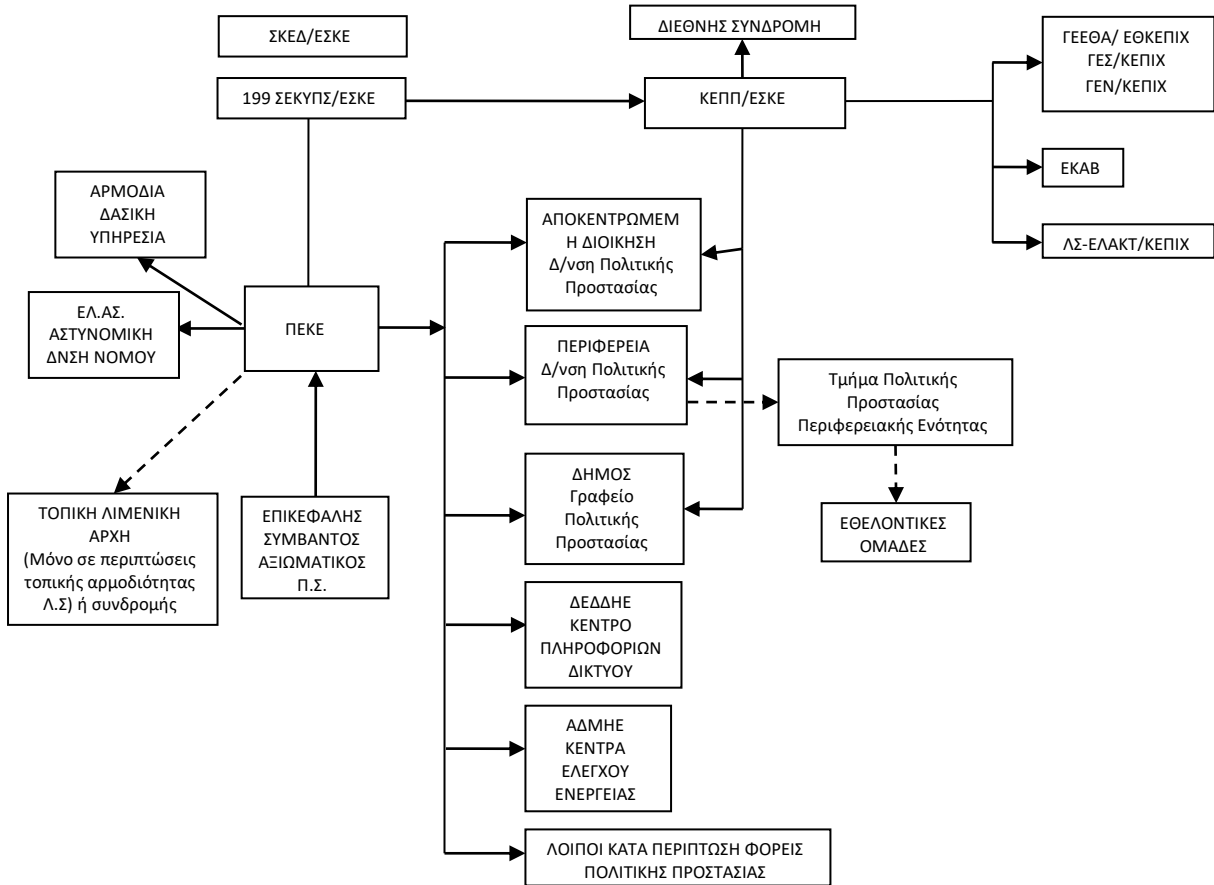 ΣΚΕΔ/ΕΣΚΕ
ΔΙΕΘΝΗΣ ΣΥΝΔΡΟΜΗ
ΓΕΕΘΑ/ ΕΘΚΕΠΙΧ
ΓΕΣ/ΚΕΠΙΧ
ΓΕΝ/ΚΕΠΙΧ
199 ΣΕΚΥΠΣ/ΕΣΚΕ
ΚΕΠΠ/ΕΣΚΕ
ΕΚΑΒ
ΛΣ-ΕΛΑΚΤ/ΚΕΠΙΧ
ΑΡΜΟΔΙΑ
ΔΑΣΙΚΗ
ΥΠΗΡΕΣΙΑ
ΑΠΟΚΕΝΤΡΩΜΕΜ
Η ΔΙΟΙΚΗΣΗ
Δ/νση Πολιτικής
Προστασίας
ΕΛ.ΑΣ.
ΑΣΤΥΝΟΜΙΚΗ
ΔΝΣΗ ΝΟΜΟΥ
ΠΕΚΕ
ΠΕΡΙΦΕΡΕΙΑ
Δ/νση Πολιτικής
Προστασίας
Τμήμα Πολιτικής
Προστασίας
Περιφερειακής Ενότητας
ΤΟΠΙΚΗ ΛΙΜΕΝΙΚΗ
ΑΡΧΗ
(Μόνο σε περιπτώσεις
τοπικής αρμοδιότητας
Λ.Σ) ή συνδρομής
ΕΠΙΚΕΦΑΛΗΣ
ΣΥΜΒΑΝΤΟΣ
ΑΞΙΩΜΑΤΙΚΟΣ
Π.Σ.
ΔΗΜΟΣ
Γραφείο
Πολιτικής
Προστασίας
ΕΘΕΛΟΝΤΙΚΕΣ
ΟΜΑΔΕΣ
ΔΕΔΔΗΕ
ΚΕΝΤΡΟ
ΠΛΗΡΟΦΟΡΙΩΝ
ΔΙΚΤΥΟΥ
ΑΔΜΗΕ
ΚΕΝΤΡΑ
ΕΛΕΓΧΟΥ
ΕΝΕΡΓΕΙΑΣ
ΛΟΙΠΟΙ ΚΑΤΑ ΠΕΡΙΠΤΩΣΗ ΦΟΡΕΙΣ
ΠΟΛΙΤΙΚΗΣ ΠΡΟΣΤΑΣΙΑΣ